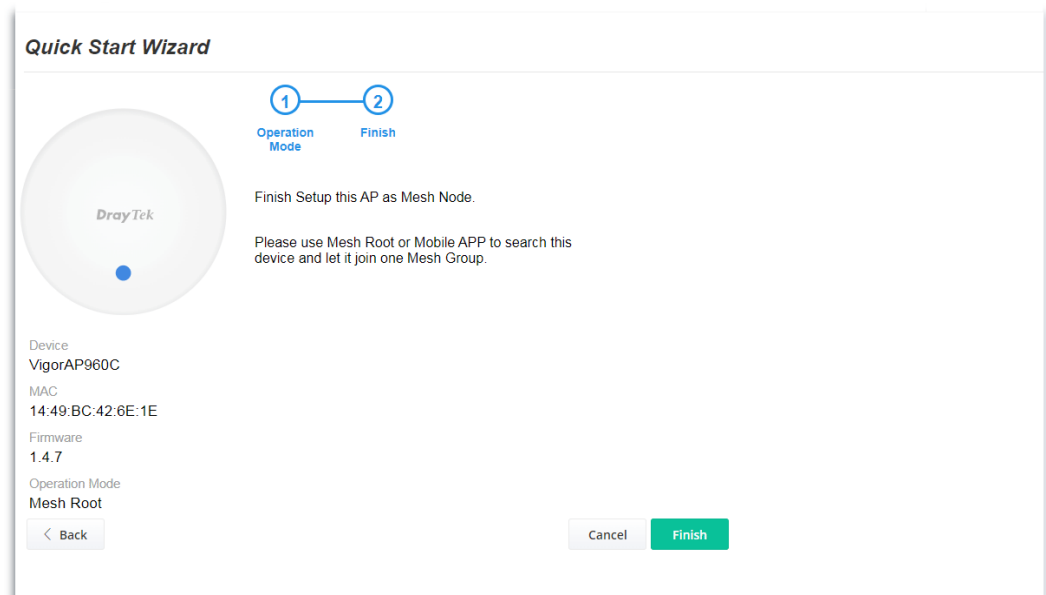 Quick Start Wizard
1
2
Operation
Mode
Finish
Finish Setup this AP as Mesh Node.
Please use Mesh Root or Mobile APP to search this
device and let it join one Mesh Group.
DrayTek
Device
VigorAP960C
MAC
14:49:BC:42:6E:1E
Firmware
1.4.7
Operation Mode
Mesh Root
< Back
Cancel
Finish